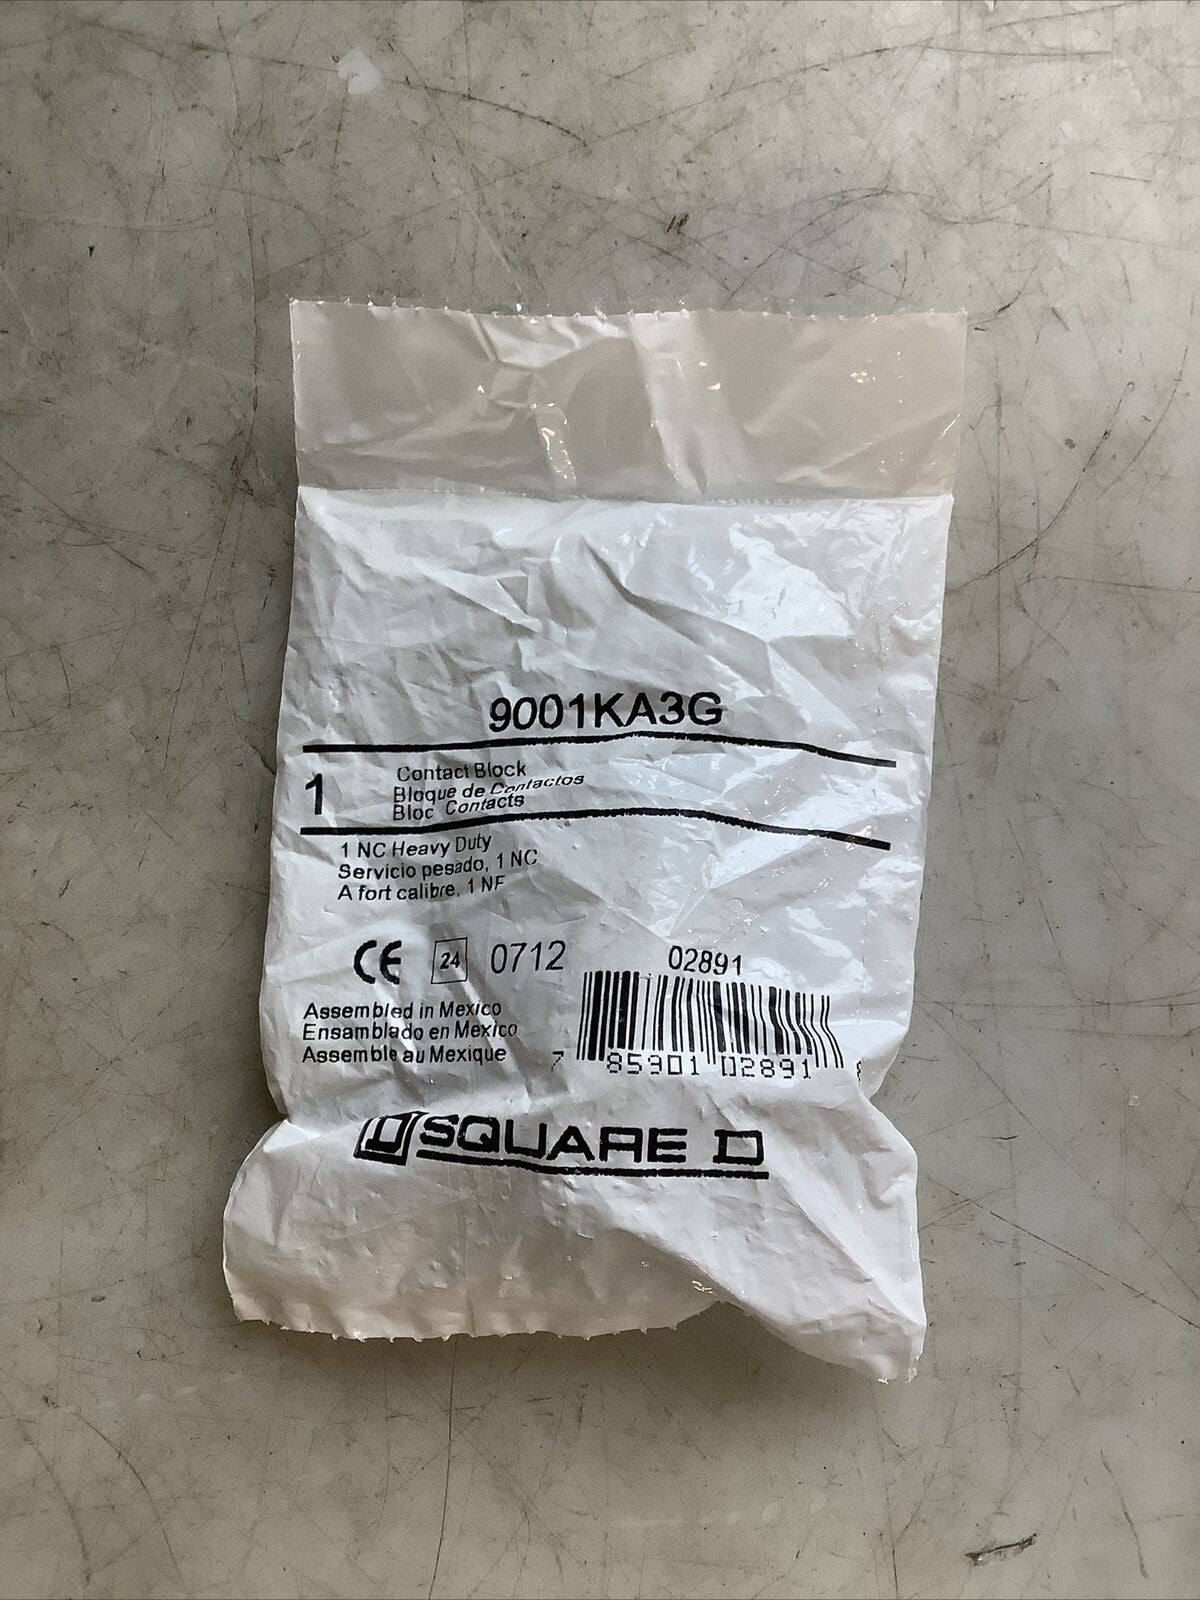 9001KA3G
1
Contact Block
Bloque de Contactos
Bloc Contacts
1 NC Heavy Duty
Servicio pesado, 1 NC
A fort calibre, 1 NF
CE 24 0712
02891
Assembled in Mexico
Ensamblado en Mexico
Assemble au Mexique
7 85901 02891
D SQUARE D